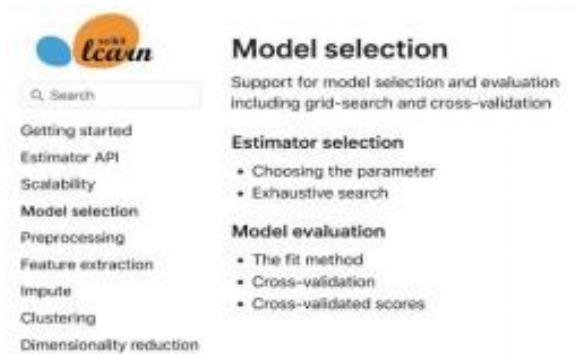 scikit
learn
Search
Getting started
Estimator API
Scalability
Model selection
Preprocessing
Feature extraction
Impute
Clustering
Dimensionality reduction
Model selection
Support for model selection and evaluation
including grid-search and cross-validation
Estimator selection
• Choosing the parameter
• Exhaustive search
Model evaluation
• The fit method
• Cross-validation
• Cross-validated scores